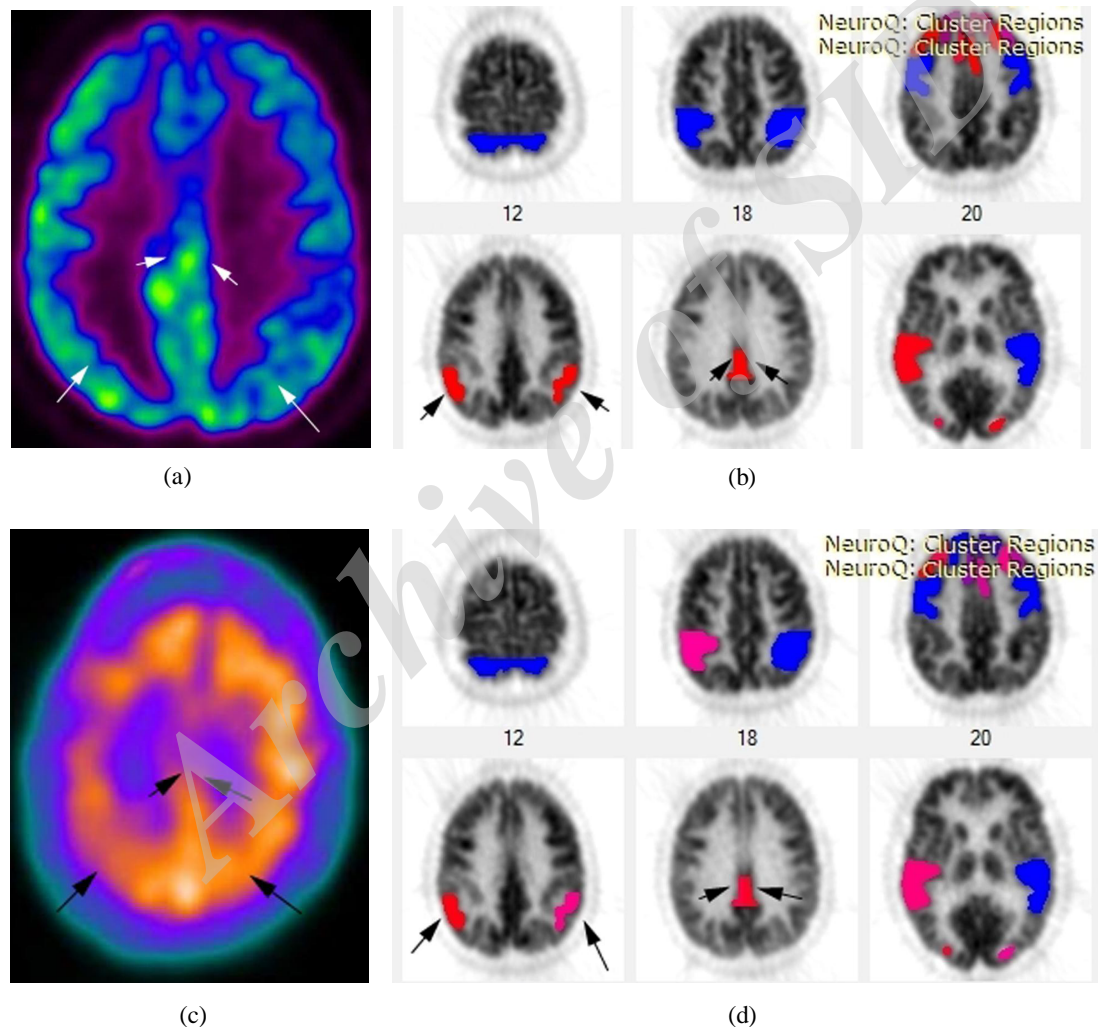 NeuroQ: Cluster Regions
NeuroQ: Cluster Regions
12 18 20
(a) (b)
NeuroQ: Cluster Regions
NeuroQ: Cluster Regions
12 18 20
(c) (d)
Archive of SID